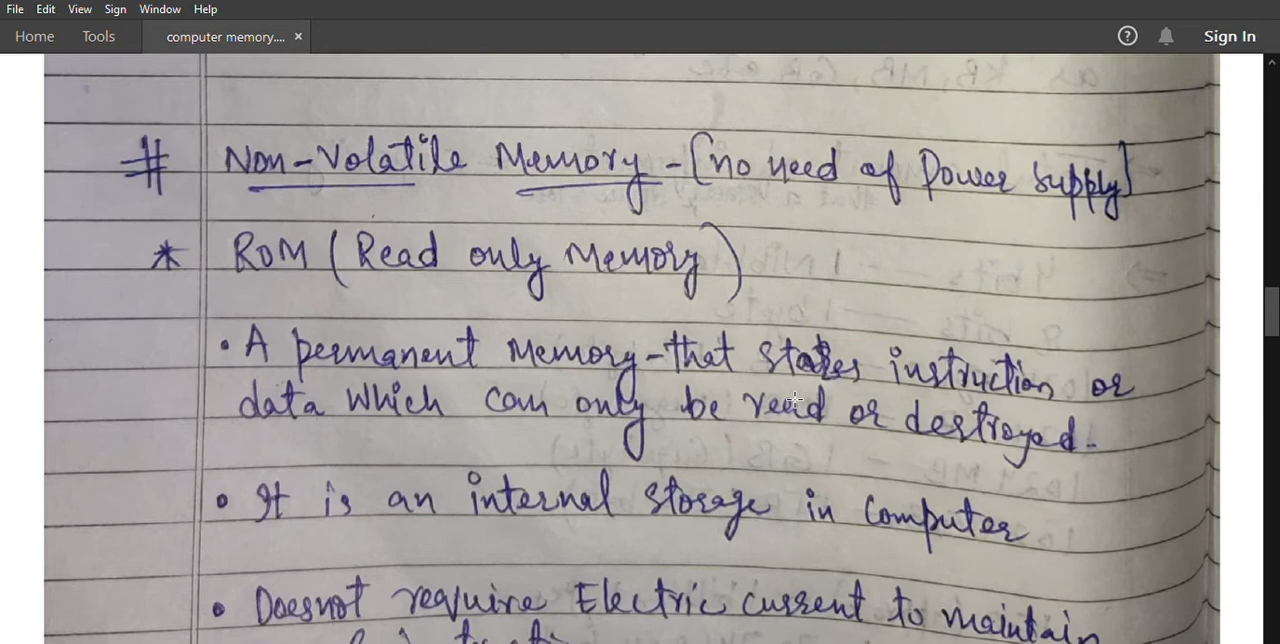 File Edit View Sign Window Help
Home Tools computer memory.... × Sign In
# Non-Volatile Memory - [no need of Power supply]
* ROM (Read only Memory)
• A permanent Memory - that stores instruction or
data which can only be read or destroyed.
• It is an internal storage in computer
• Doesnot require Electric current to maintain